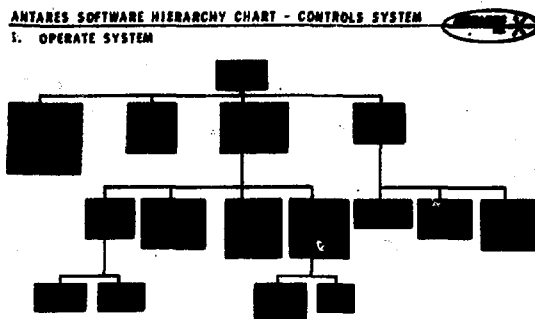 ANTARES SOFTWARE HIERARCHY CHART - CONTROLS SYSTEM
1. OPERATE SYSTEM